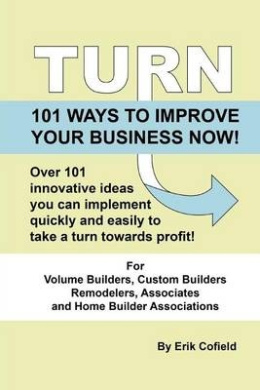 TURN
101 WAYS TO IMPROVE
YOUR BUSINESS NOW!
Over 101
innovative ideas
you can implement
quickly and easily to
take a turn towards profit!
For
Volume Builders, Custom Builders
Remodelers, Associates
and Home Builder Associations
By Erik Cofield